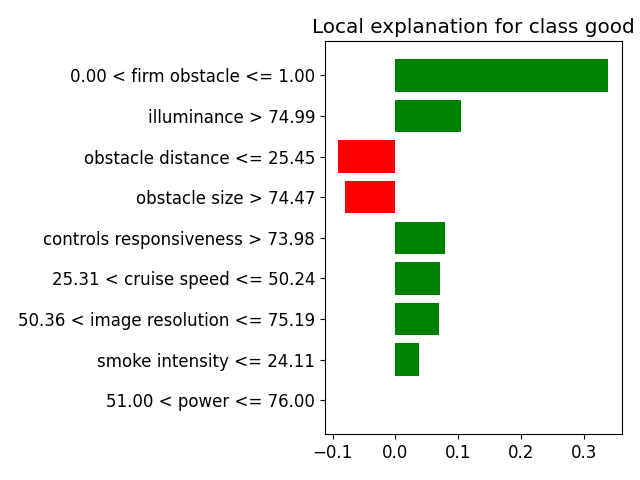 Local explanation for class good
0.00 < firm obstacle <= 1.00
illuminance > 74.99
obstacle distance <= 25.45
obstacle size > 74.47
controls responsiveness > 73.98
25.31 < cruise speed <= 50.24
50.36 < image resolution <= 75.19
smoke intensity <= 24.11
51.00 < power <= 76.00
−0.1 0.0 0.1 0.2 0.3